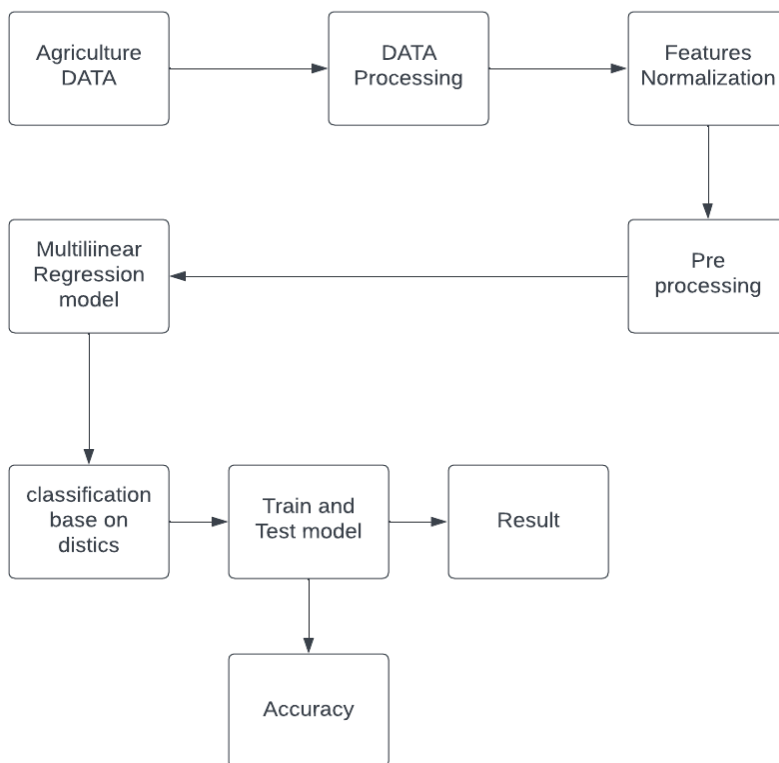 Agriculture
DATA
DATA
Processing
Features
Normalization
Multiliinear
Regression
model
Pre
processing
classification
base on
distics
Train and
Test model
Result
Accuracy